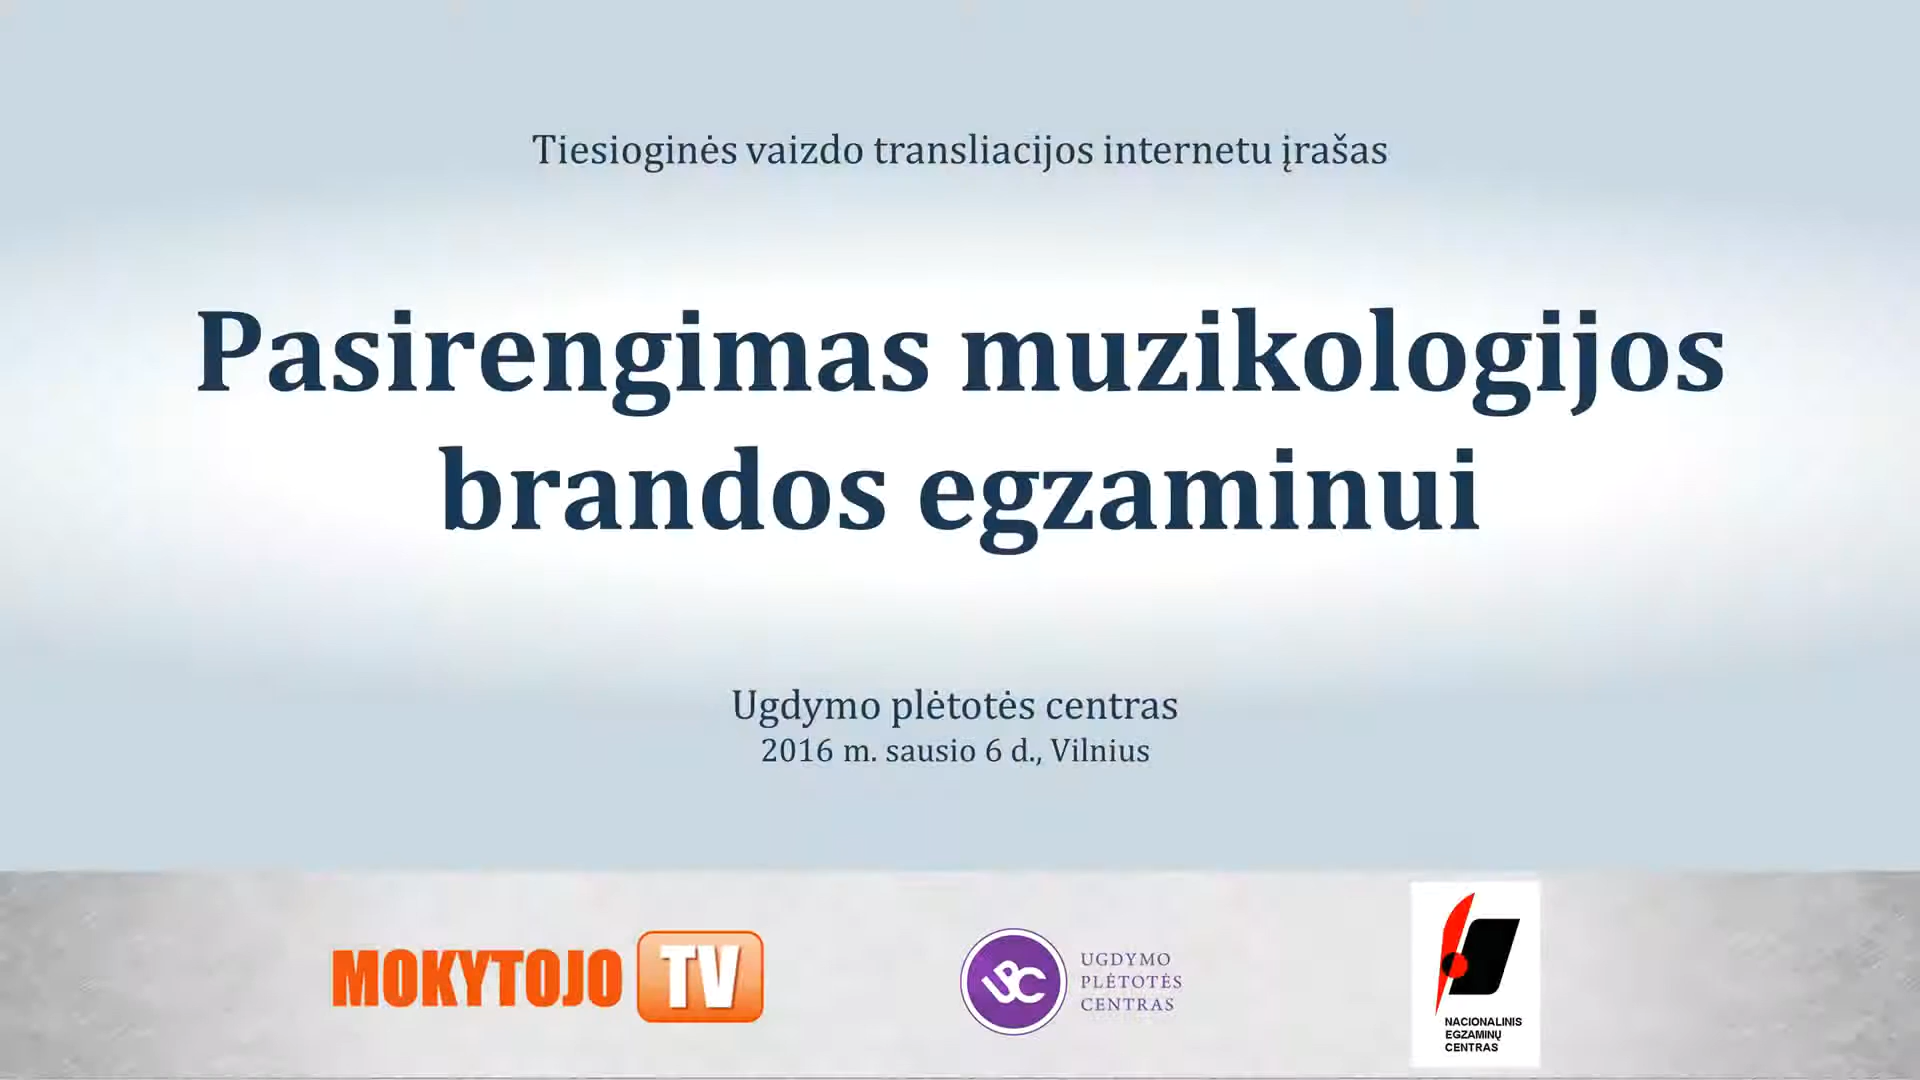 Tiesioginės vaizdo transliacijos internetu įrašas
Pasirengimas muzikologijos
brandos egzaminui
Ugdymo plėtotės centras
2016 m. sausio 6 d., Vilnius
MOKYTOJO TV
UPC
UGDYMO
PLĖTOTĖS
CENTRAS
NACIONALINIS
EGZAMINŲ
CENTRAS